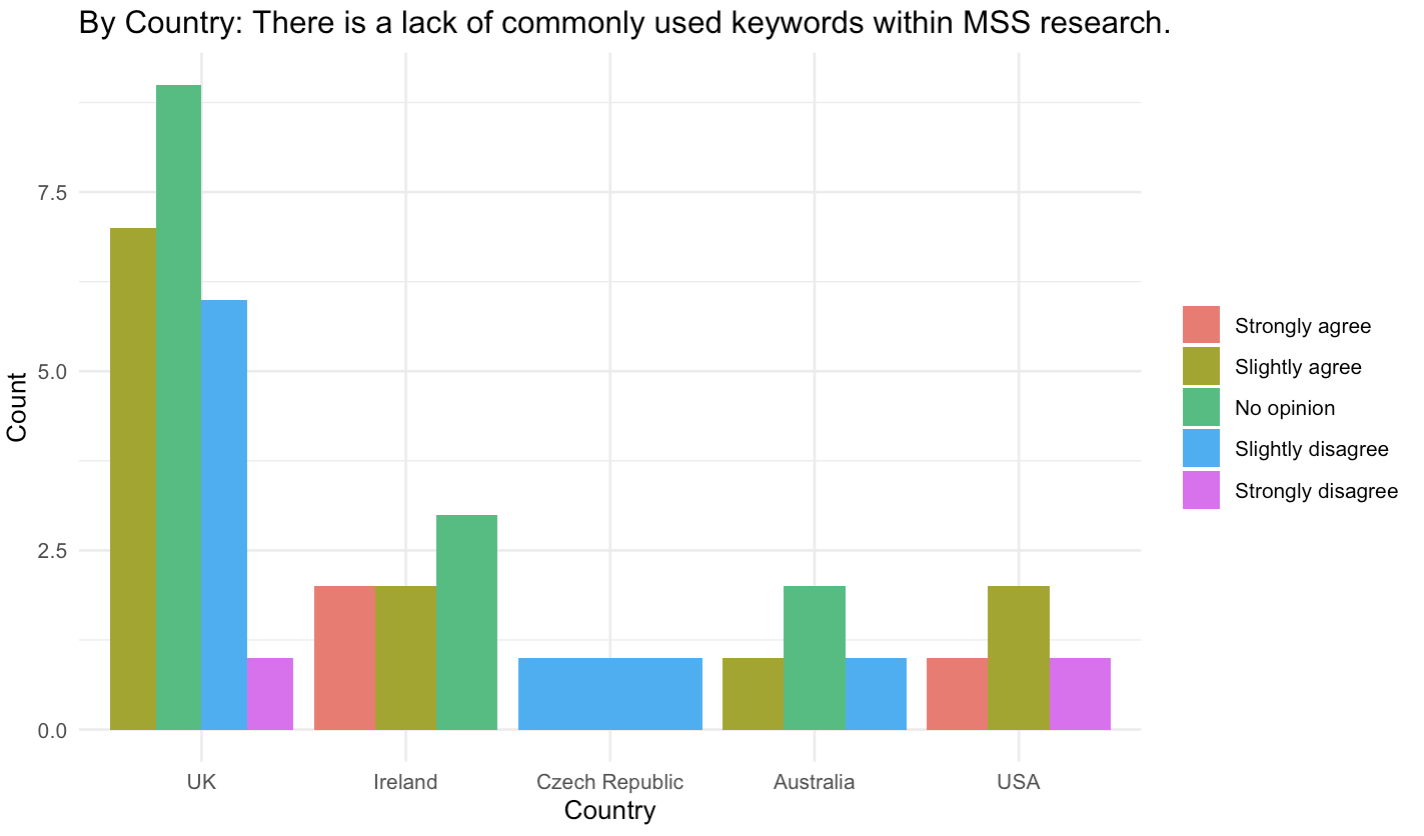 By Country: There is a lack of commonly used keywords within MSS research.
Count
7.5
5.0
2.5
0.0
UK
Ireland
Czech Republic
Australia
USA
Country
Strongly agree
Slightly agree
No opinion
Slightly disagree
Strongly disagree